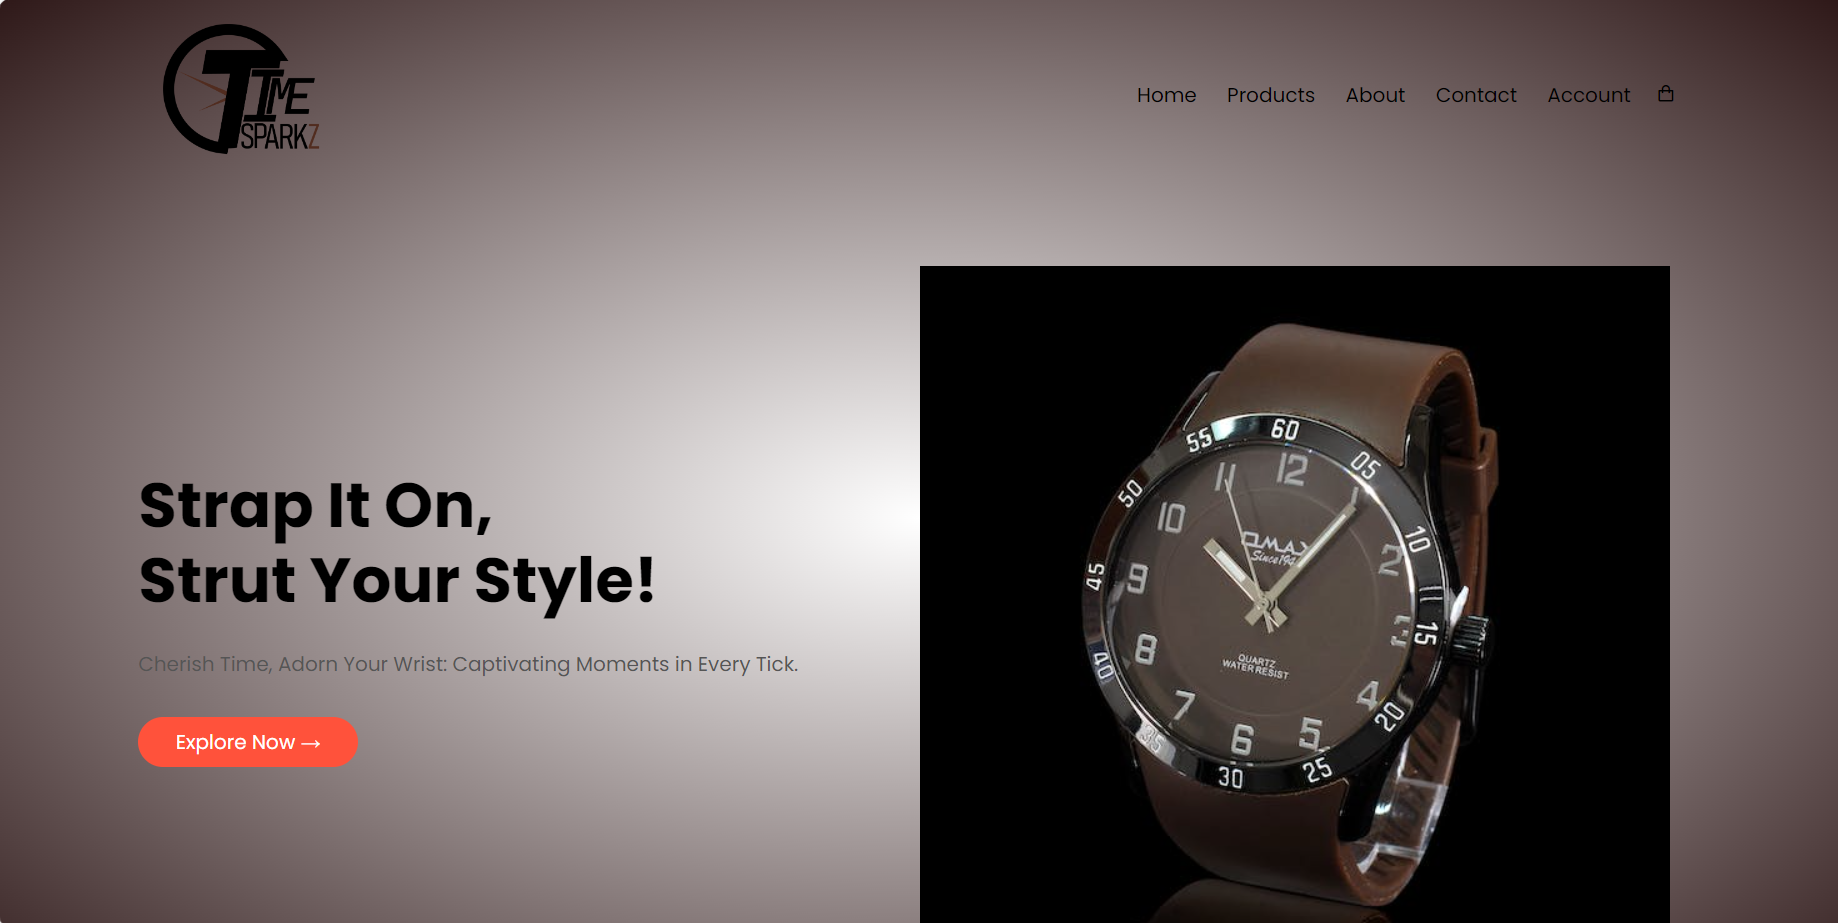 TIME
SPARKZ
Home Products About Contact Account
Strap It On,
Strut Your Style!
Cherish Time, Adorn Your Wrist: Captivating Moments in Every Tick.
Explore Now →
55 60 05 10 15 20 25 30 35 40 45 50
11 12 1 2 3 4 5 6 7 8 9 10
OMAX
Since
QUARTZ
WATER RESIST